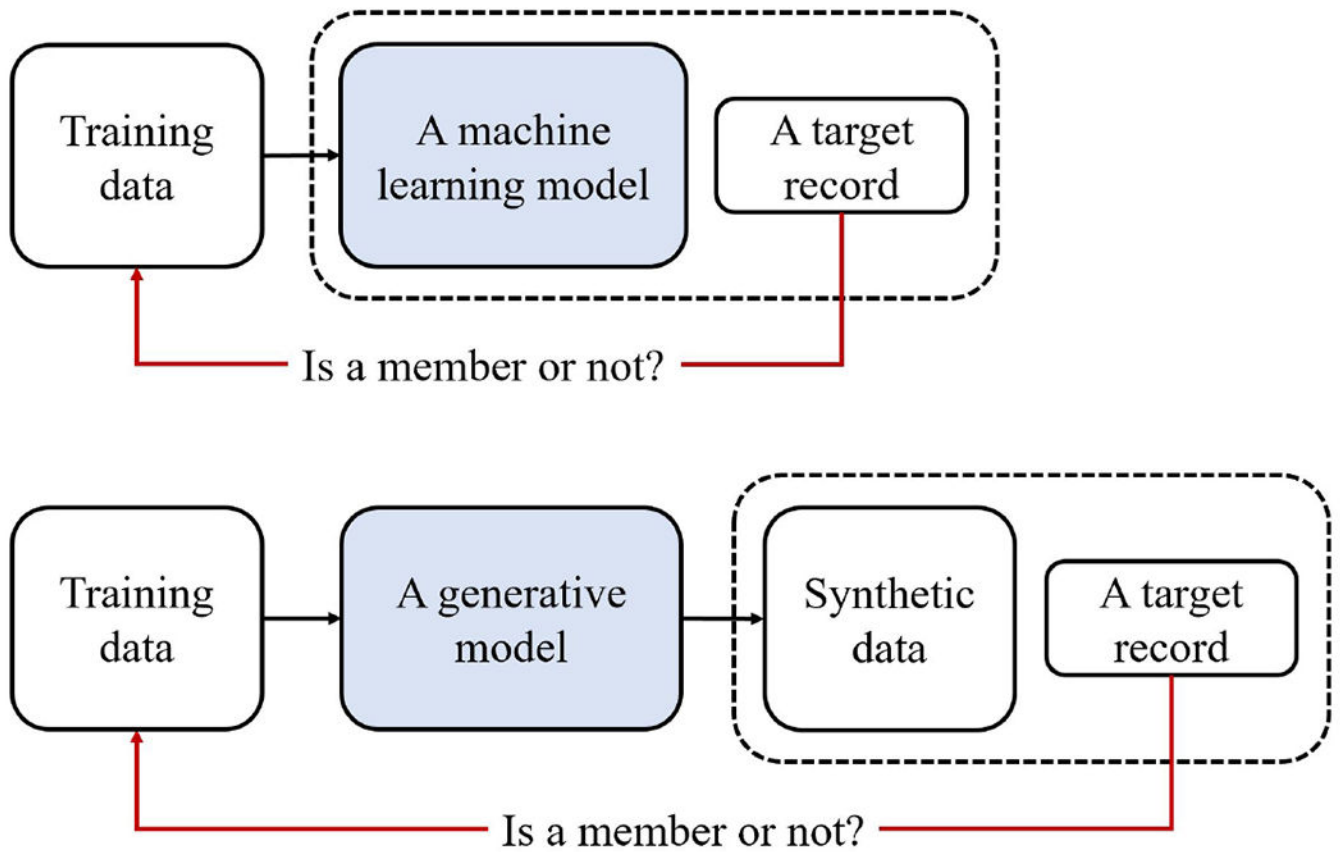 Training
data
A machine
learning model
A target
record
Is a member or not?
Training
data
A generative
model
Synthetic
data
A target
record
Is a member or not?